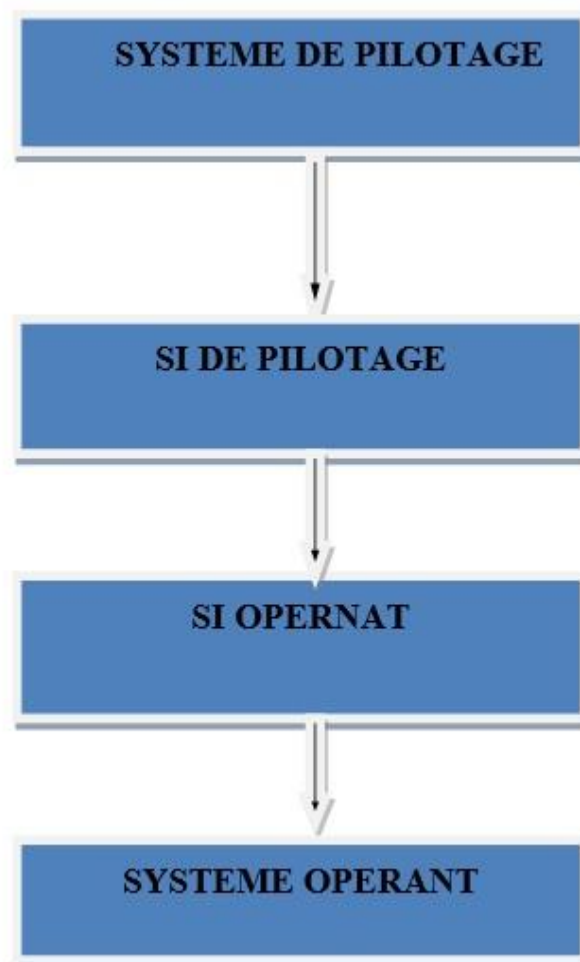 SYSTEME DE PILOTAGE
SI DE PILOTAGE
SI OPERNAT
SYSTEME OPERANT